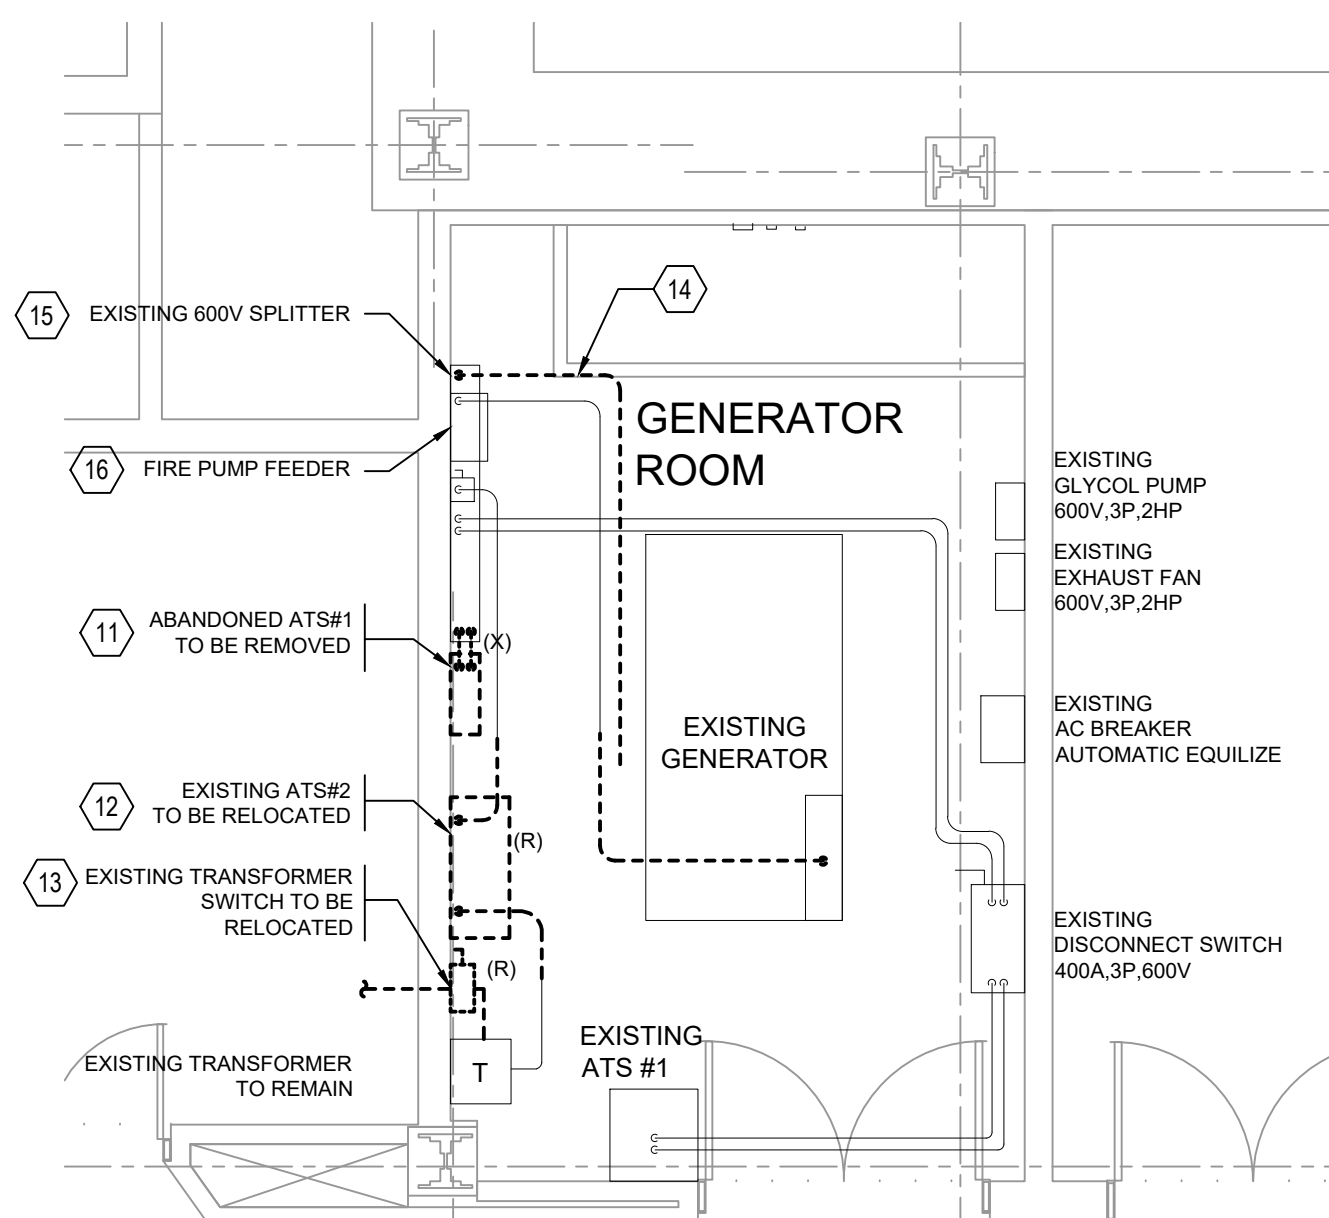 14
15
EXISTING 600V SPLITTER
GENERATOR
ROOM
16
FIRE PUMP FEEDER
EXISTING
GLYCOL PUMP
600V,3P,2HP
EXISTING
EXHAUST FAN
600V,3P,2HP
11
ABANDONED ATS#1
TO BE REMOVED
(X)
EXISTING
GENERATOR
EXISTING
AC BREAKER
AUTOMATIC EQUILIZE
12
EXISTING ATS#2
TO BE RELOCATED
(R)
13
EXISTING TRANSFORMER
SWITCH TO BE
RELOCATED
(R)
EXISTING
DISCONNECT SWITCH
400A,3P,600V
EXISTING TRANSFORMER
TO REMAIN
T
EXISTING
ATS #1